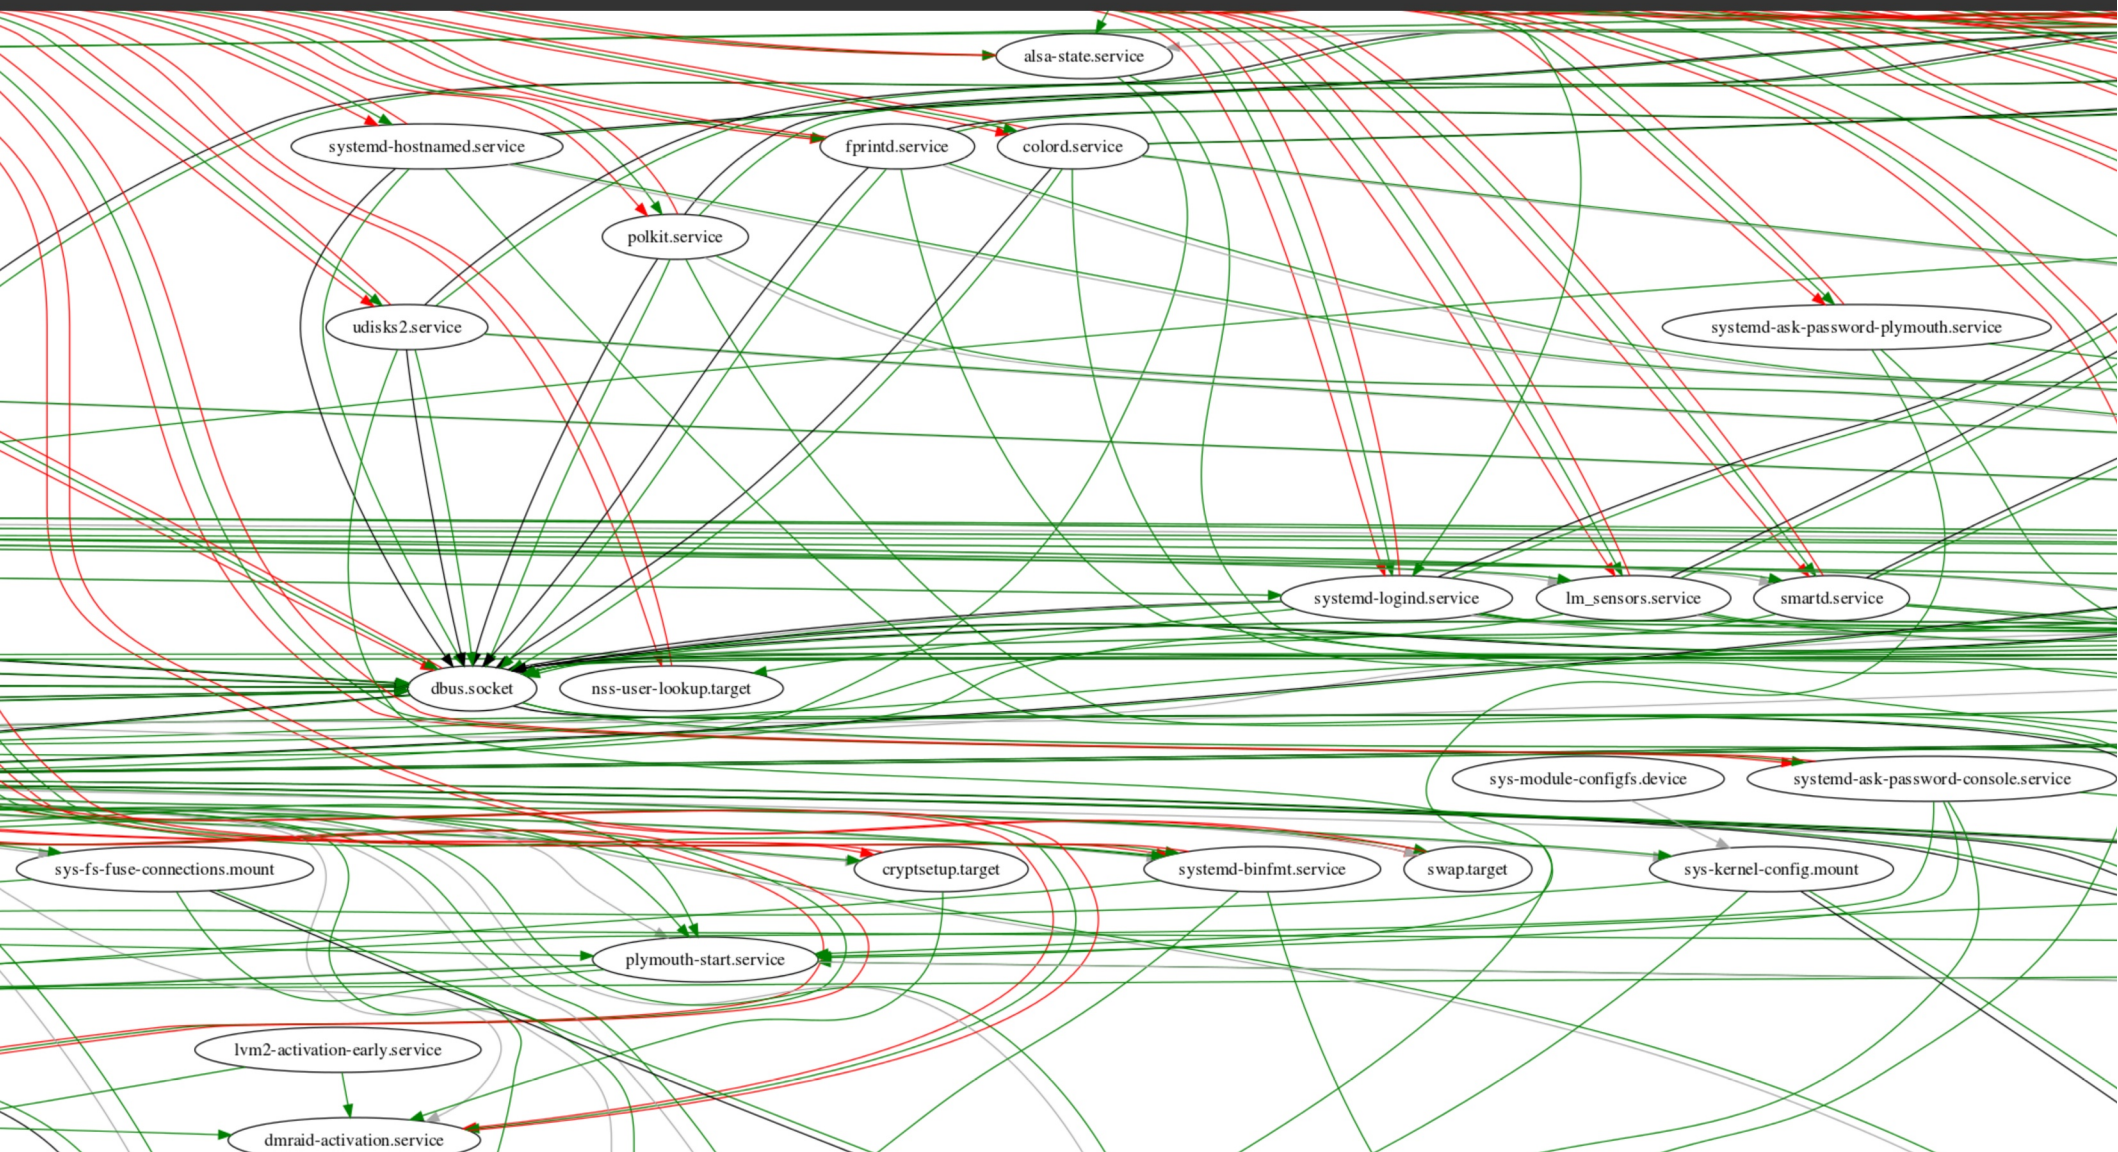 alsa-state.service
systemd-hostnamed.service
fprintd.service
colord.service
polkit.service
udisks2.service
systemd-ask-password-plymouth.service
systemd-logind.service
lm_sensors.service
smartd.service
dbus.socket
nss-user-lookup.target
sys-module-configfs.device
systemd-ask-password-console.service
sys-fs-fuse-connections.mount
cryptsetup.target
systemd-binfmt.service
swap.target
sys-kernel-config.mount
plymouth-start.service
lvm2-activation-early.service
dmraid-activation.service